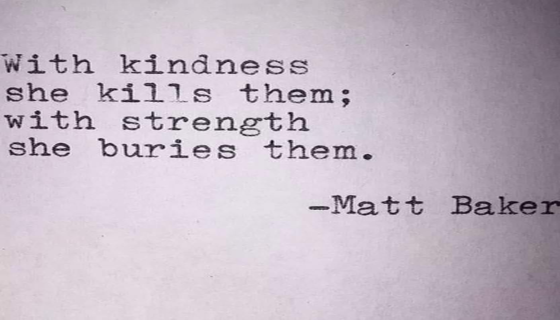 With kindness
she kills them;
with strength
she buries them.
—Matt Baker